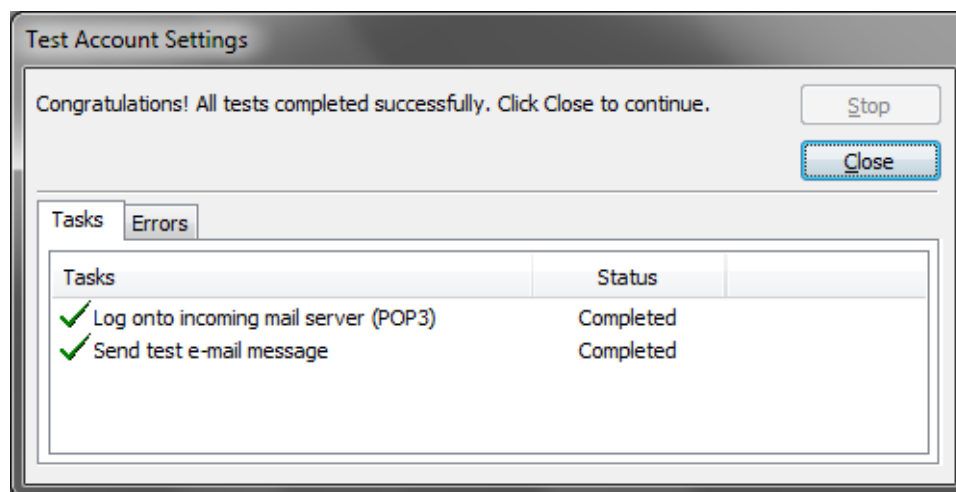 Test Account Settings
Congratulations! All tests completed successfully. Click Close to continue.
Stop
Close
Tasks Errors
Tasks Status
Log onto incoming mail server (POP3) Completed
Send test e-mail message Completed